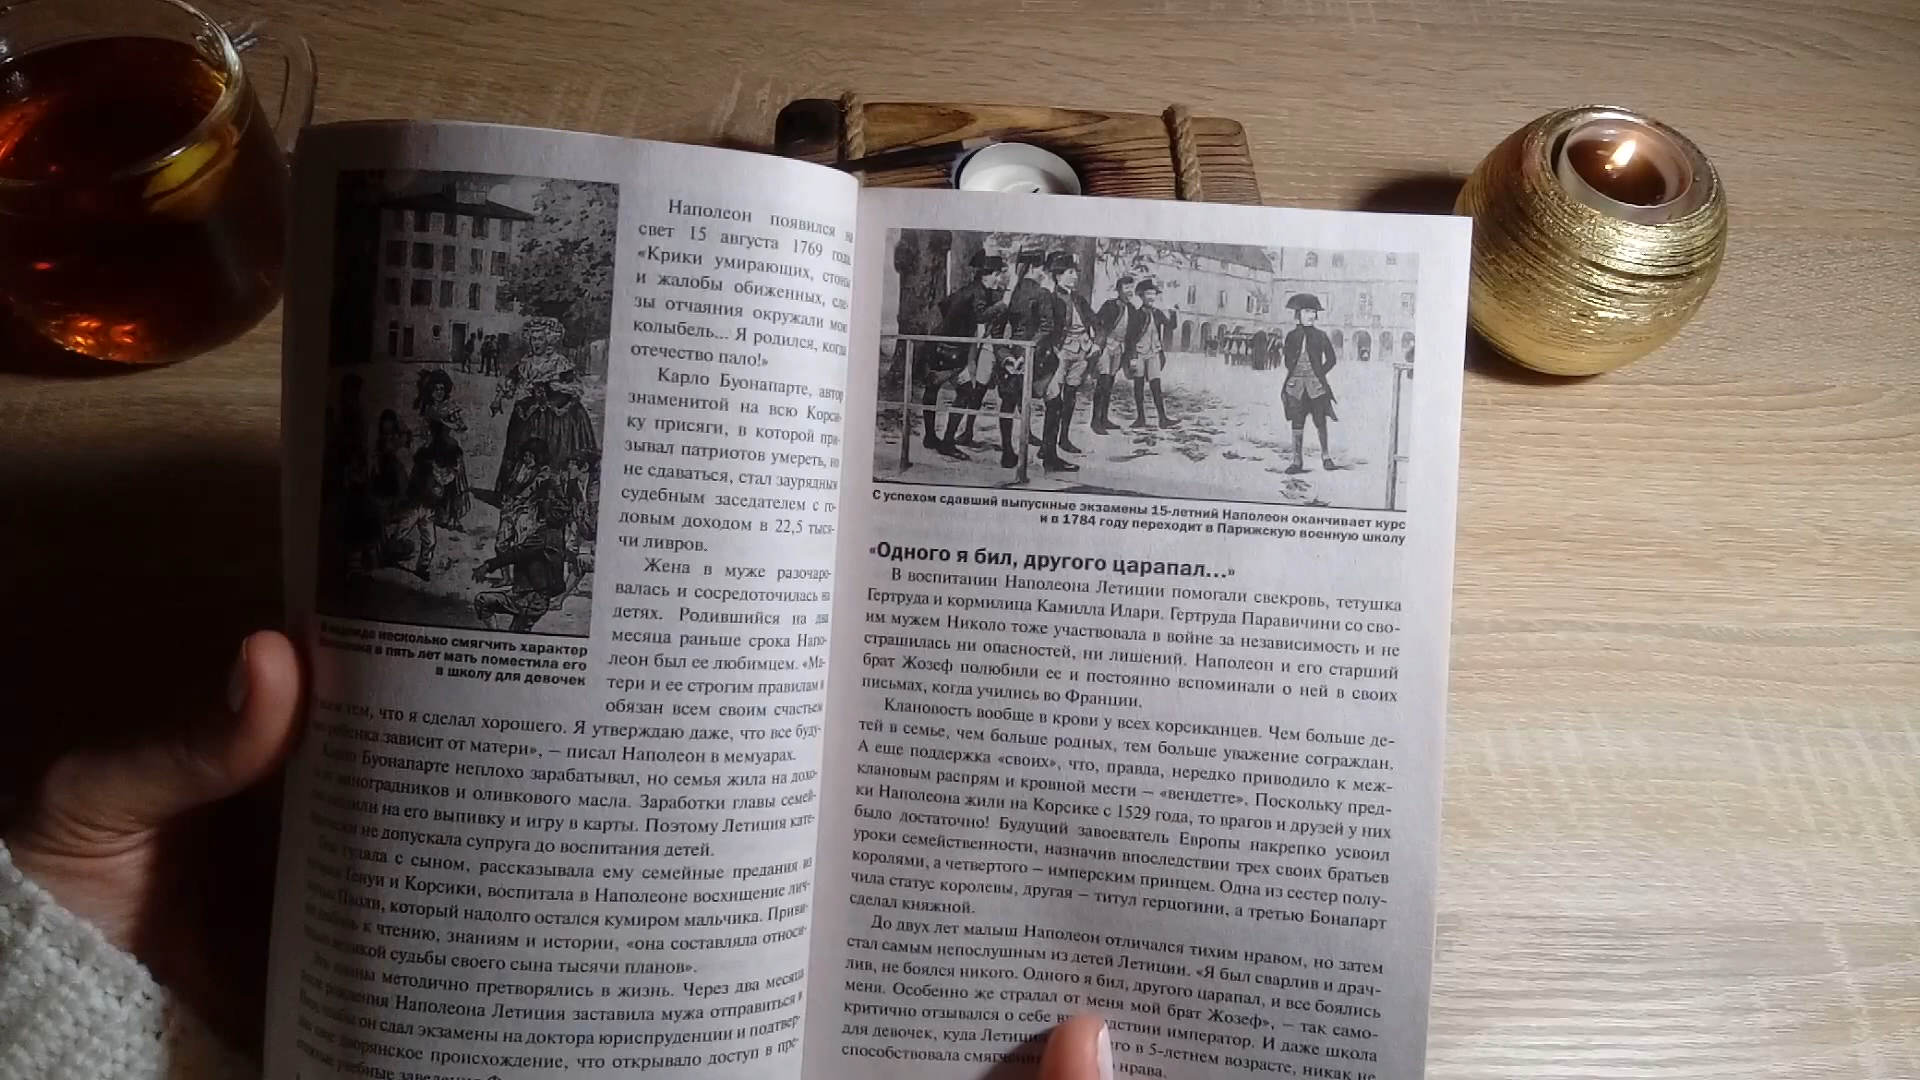 Наполеон появился на
свет 15 августа 1769 года.
«Крики умирающих, стоны
и жалобы обиженных, сле-
зы отчаяния окружали мою
колыбель... Я родился, когда
отечество пало!»
Карло Буонапарте, автор
знаменитой на всю Корси-
ку присяги, в которой при-
зывал патриотов умереть, но
не сдаваться, стал заурядным
судебным заседателем с го-
довым доходом в 22,5 тыся-
чи ливров.
Жена в муже разочаро-
валась и сосредоточилась на
детях. Родившийся на два
месяца раньше срока Напо-
леон был ее любимцем. «Ма-
тери и ее строгим правилам я
обязан всем своим счастьем
надежде несколько смягчить характер
в пять лет мать поместила его
в школу для девочек
тем, что я сделал хорошего. Я утверждаю даже, что все буду-
ребенка зависит от матери», — писал Наполеон в мемуарах.
Карло Буонапарте неплохо зарабатывал, но семья жила на дохо-
виноградников и оливкового масла. Заработки главы семей-
на его выпивку и игру в карты. Поэтому Летиция кате-
не допускала супруга до воспитания детей.
с сыном, рассказывала ему семейные предания из
Генуи и Корсики, воспитала в Наполеоне восхищение лич-
Паоли, который надолго остался кумиром мальчика. Приви-
к чтению, знаниям и истории, «она составляла относи-
великой судьбы своего сына тысячи планов».
методично претворялись в жизнь. Через два месяца
рождения Наполеона Летиция заставила мужа отправиться в
он сдал экзамены на доктора юриспруденции и подтвер-
дворянское происхождение, что открывало доступ в пре-
учебные
С успехом сдавший выпускные экзамены 15-летний Наполеон оканчивает курс
и в 1784 году переходит в Парижскую военную школу
«Одного я бил, другого царапал...»
В воспитании Наполеона Летиции помогали свекровь, тетушка
Гертруда и кормилица Камилла Илари. Гертруда Паравичини со сво-
им мужем Николо тоже участвовала в войне за независимость и не
страшилась ни опасностей, ни лишений. Наполеон и его старший
брат Жозеф полюбили ее и постоянно вспоминали о ней в своих
письмах, когда учились во Франции.
Клановость вообще в крови у всех корсиканцев. Чем больше де-
тей в семье, чем больше родных, тем больше уважение сограждан.
А еще поддержка «своих», что, правда, нередко приводило к меж-
клановым распрям и кровной мести — «вендетте». Поскольку пред-
ки Наполеона жили на Корсике с 1529 года, то врагов и друзей у них
было достаточно! Будущий завоеватель Европы накрепко усвоил
уроки семейственности, назначив впоследствии трех своих братьев
королями, а четвертого — имперским принцем. Одна из сестер полу-
чила статус королевы, другая — титул герцогини, а третью Бонапарт
сделал княжной.
До двух лет малыш Наполеон отличался тихим нравом, но затем
стал самым непослушным из детей Летиции. «Я был сварлив и драч-
лив, не боялся никого. Одного я бил, другого царапал, и все боялись
меня. Особенно же страдал от меня мой брат Жозеф», — так само-
критично отзывался о себе впоследствии император. И даже школа
для девочек, куда Летиция его в 5-летнем возрасте, никак не
способствовала нрава.